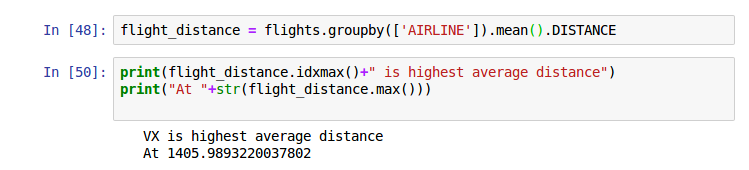 In [48]: flight_distance = flights.groupby(['AIRLINE']).mean().DISTANCE
In [50]: print(flight_distance.idxmax()+" is highest average distance")
print("At "+str(flight_distance.max()))
VX is highest average distance
At 1405.9893220037802